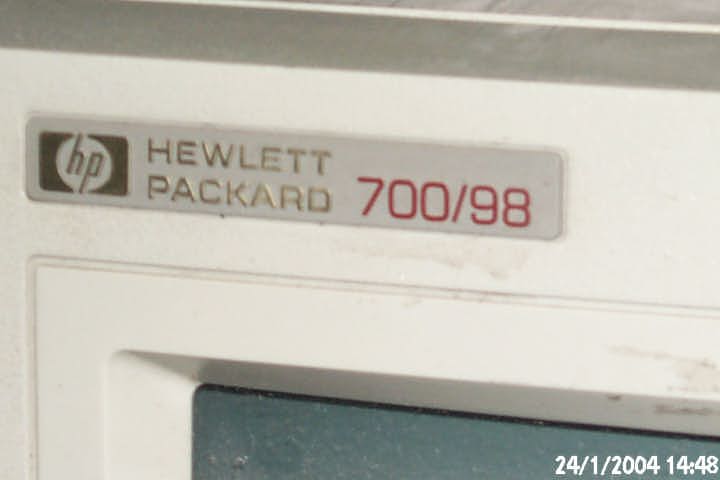 hp HEWLETT
PACKARD 700/98
24/1/2004 14:48